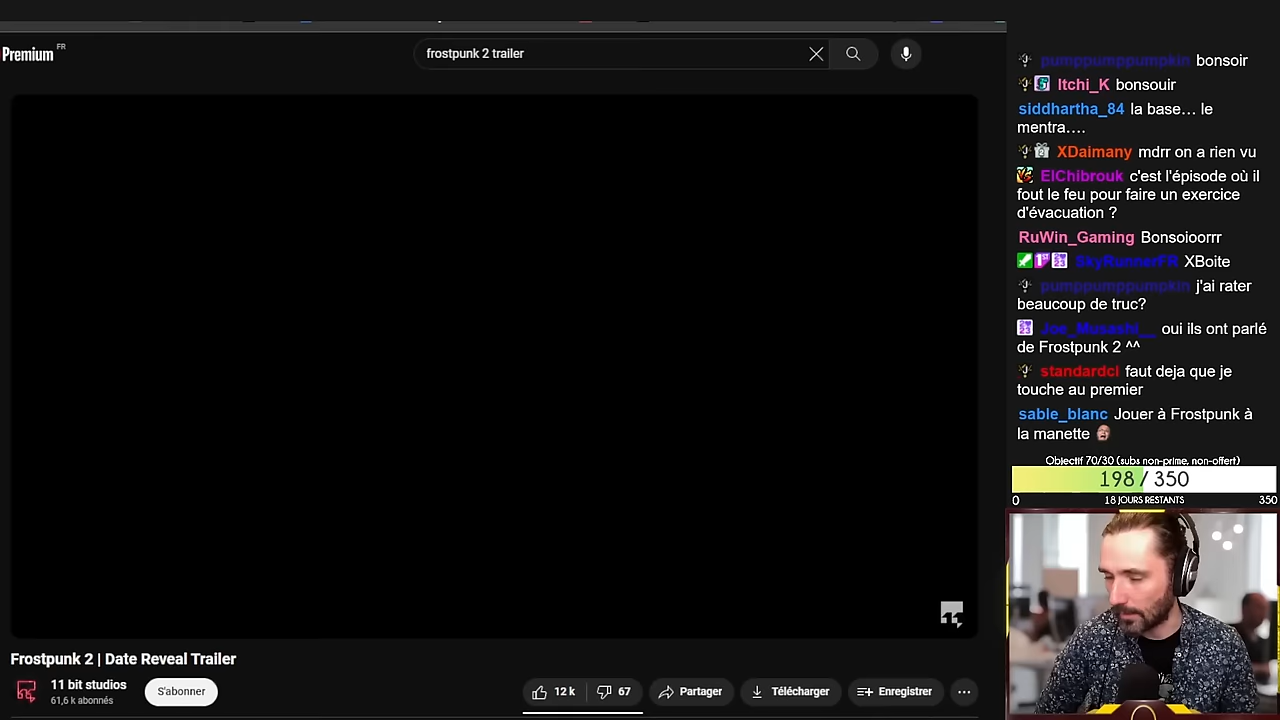 Premium FR
frostpunk 2 trailer
Frostpunk 2 | Date Reveal Trailer
11 bit studios
61,6 k abonnés
S'abonner
12 k
67
Partager
Télécharger
Enregistrer
pumppumppumpkin bonsoir
Itchi_K bonsouir
siddhartha_84 la base… le
mentra….
XDaimany mdrr on a rien vu
ElChibrouk c'est l'épisode où il
fout le feu pour faire un exercice
d'évacuation ?
RuWin_Gaming Bonsoioorrr
SkyRunnerFR XBoite
pumppumppumpkin j'ai rater
beaucoup de truc?
Joe_Musashi__ oui ils ont parlé
de Frostpunk 2 ^^
standardcl faut deja que je
touche au premier
sable_blanc Jouer à Frostpunk à
la manette
Objectif 70/30 (subs non-prime, non-offert)
198 / 350
0 18 JOURS RESTANTS 350